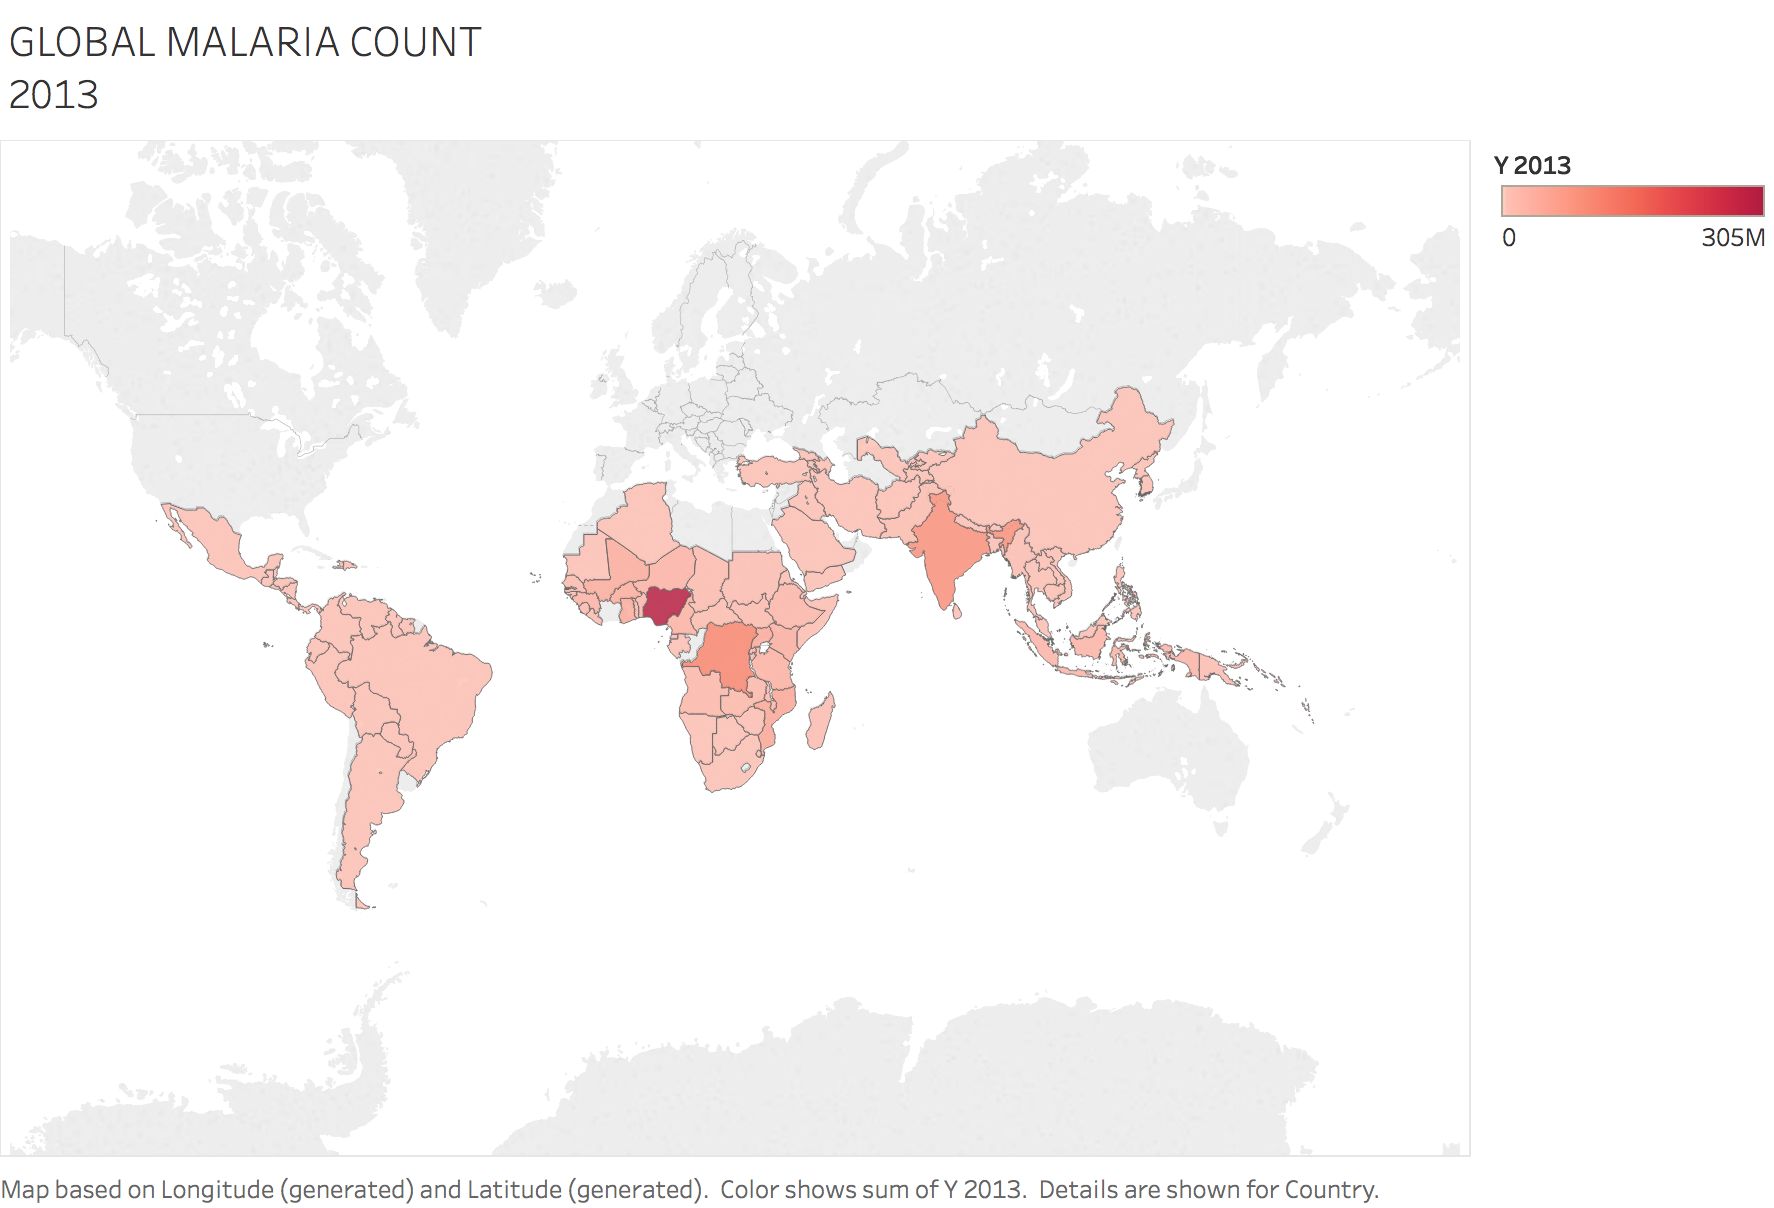 GLOBAL MALARIA COUNT
2013
Y 2013
0 305M
Map based on Longitude (generated) and Latitude (generated). Color shows sum of Y 2013. Details are shown for Country.